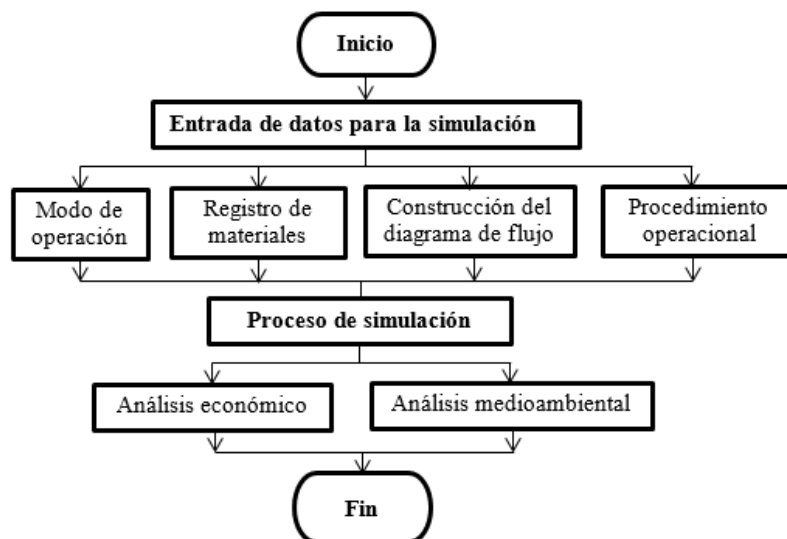 Inicio
Entrada de datos para la simulación
Modo de
operación
Registro de
materiales
Construcción del
diagrama de flujo
Procedimiento
operacional
Proceso de simulación
Análisis económico
Análisis medioambiental
Fin